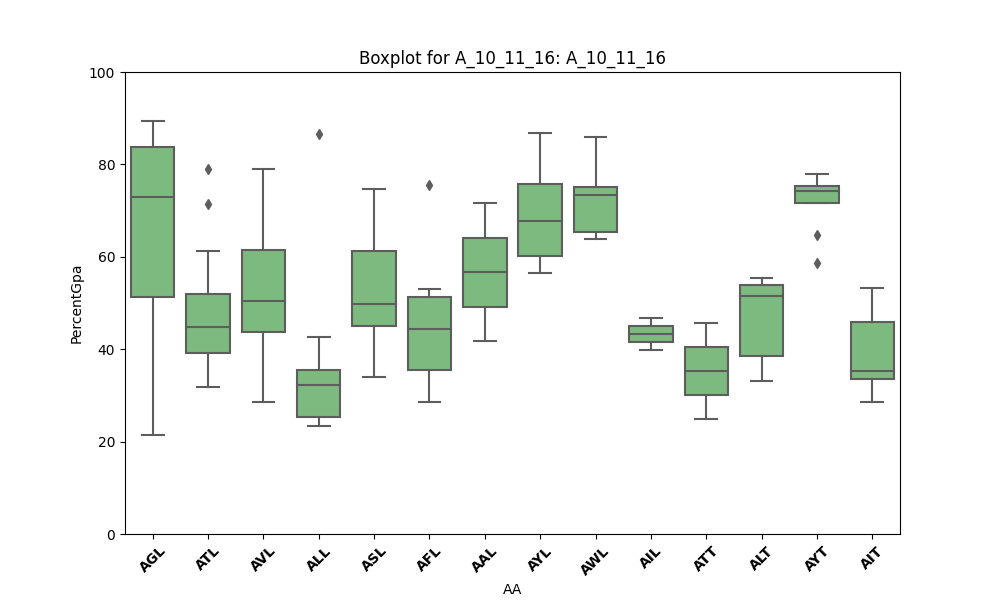 Boxplot for A_10_11_16: A_10_11_16
100
80
60
40
20
0
PercentGpa
AGL ATL AVL ALL ASL AFL AAL AYL AWL AIL ATT ALT AYT AIT
AA